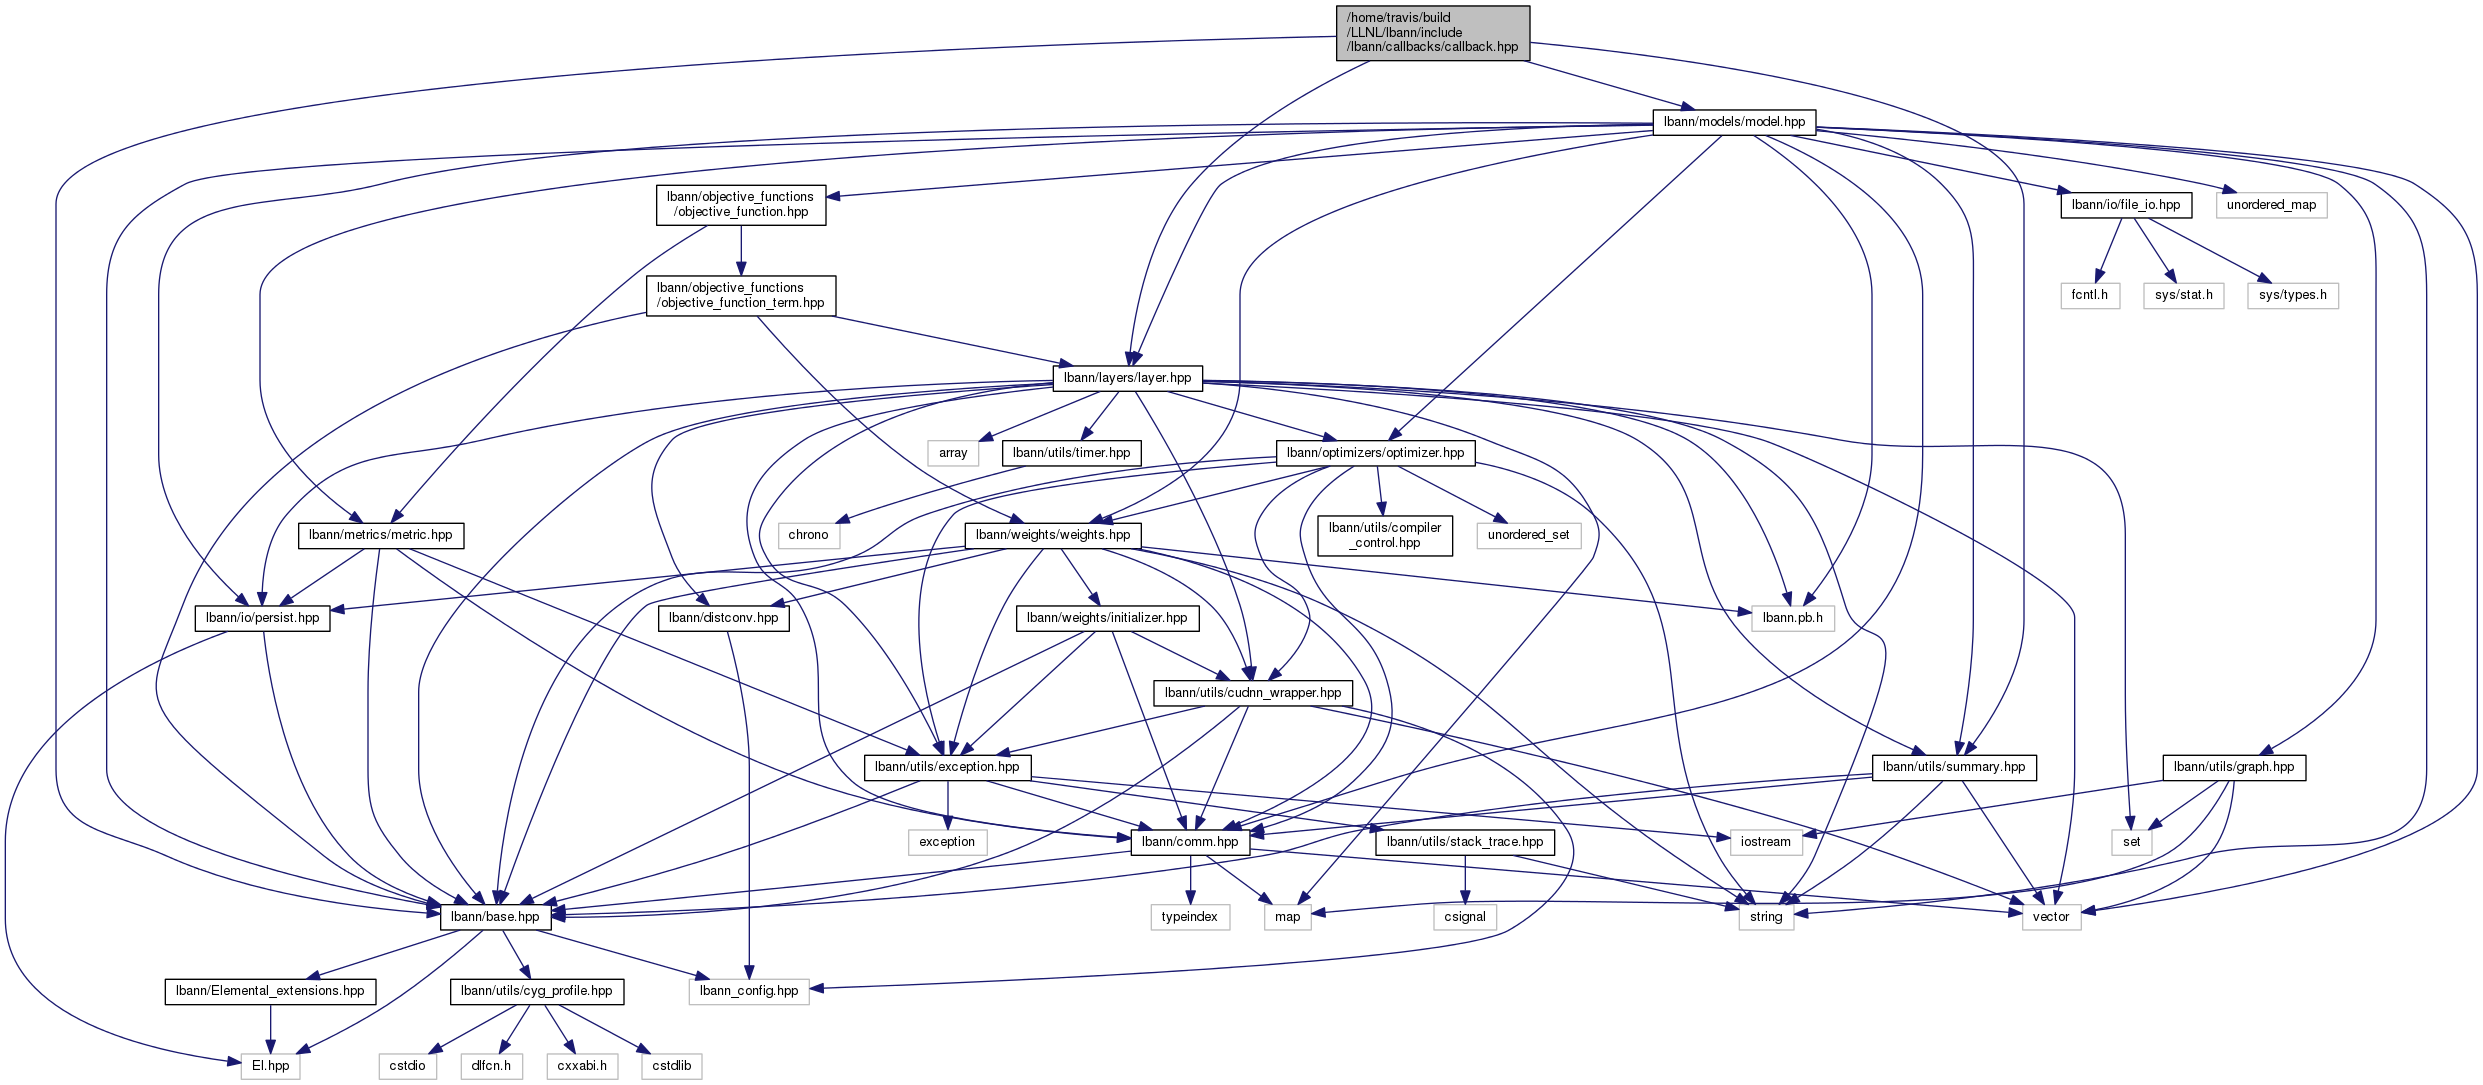 /home/travis/build
/LLNL/lbann/include
/lbann/callbacks/callback.hpp
lbann/models/model.hpp
lbann/objective_functions
/objective_function.hpp
lbann/io/file_io.hpp
unordered_map
lbann/objective_functions
/objective_function_term.hpp
fcntl.h
sys/stat.h
sys/types.h
lbann/layers/layer.hpp
array
lbann/utils/timer.hpp
lbann/optimizers/optimizer.hpp
lbann/metrics/metric.hpp
chrono
lbann/weights/weights.hpp
lbann/utils/compiler
_control.hpp
unordered_set
lbann/io/persist.hpp
lbann/distconv.hpp
lbann/weights/initializer.hpp
lbann.pb.h
lbann/utils/cudnn_wrapper.hpp
lbann/utils/exception.hpp
lbann/utils/summary.hpp
lbann/utils/graph.hpp
exception
lbann/comm.hpp
lbann/utils/stack_trace.hpp
iostream
set
lbann/base.hpp
typeindex
map
csignal
string
vector
lbann/Elemental_extensions.hpp
lbann/utils/cyg_profile.hpp
lbann_config.hpp
El.hpp
cstdio
dlfcn.h
cxxabi.h
cstdlib